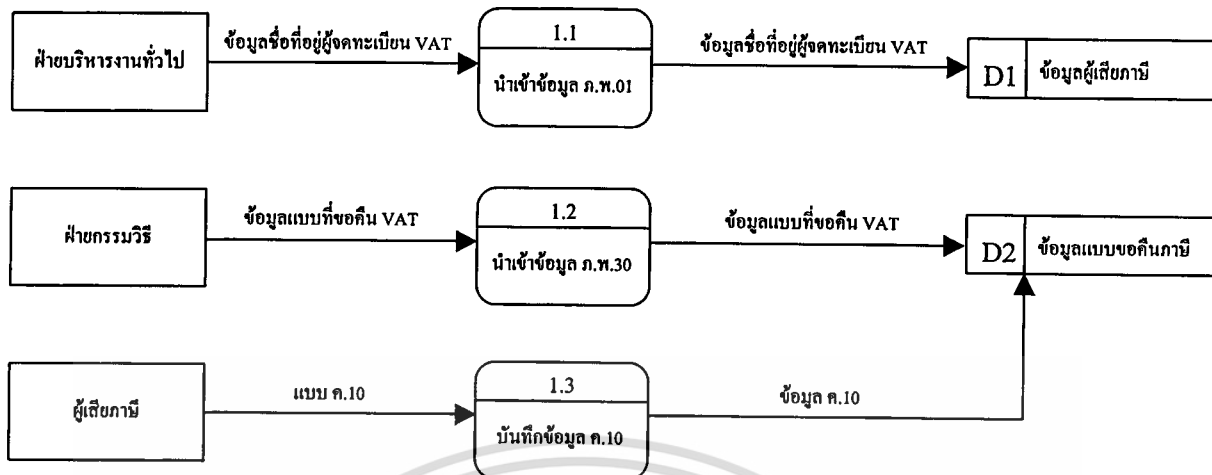 1.1
ฝ่ายบริหารงานทั่วไป
ข้อมูลชื่อที่อยู่ผู้จดทะเบียน VAT
นำเข้าข้อมูล ภ.พ.01
ข้อมูลชื่อที่อยู่ผู้จดทะเบียน VAT
D1
ข้อมูลผู้เสียภาษี
1.2
ฝ่ายกรรมวิธี
ข้อมูลแบบที่ขอคืน VAT
นำเข้าข้อมูล ภ.พ.30
ข้อมูลแบบที่ขอคืน VAT
D2
ข้อมูลแบบขอคืนภาษี
1.3
ผู้เสียภาษี
แบบ ค.10
บันทึกข้อมูล ค.10
ข้อมูล ค.10